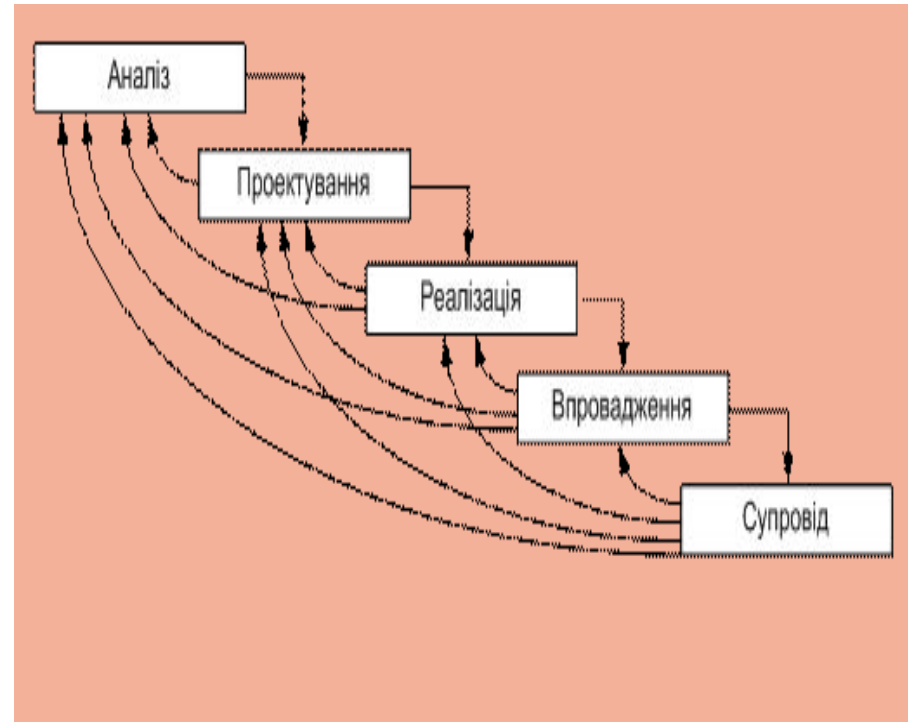 Аналіз
Проектування
Реалізація
Впровадження
Супровід